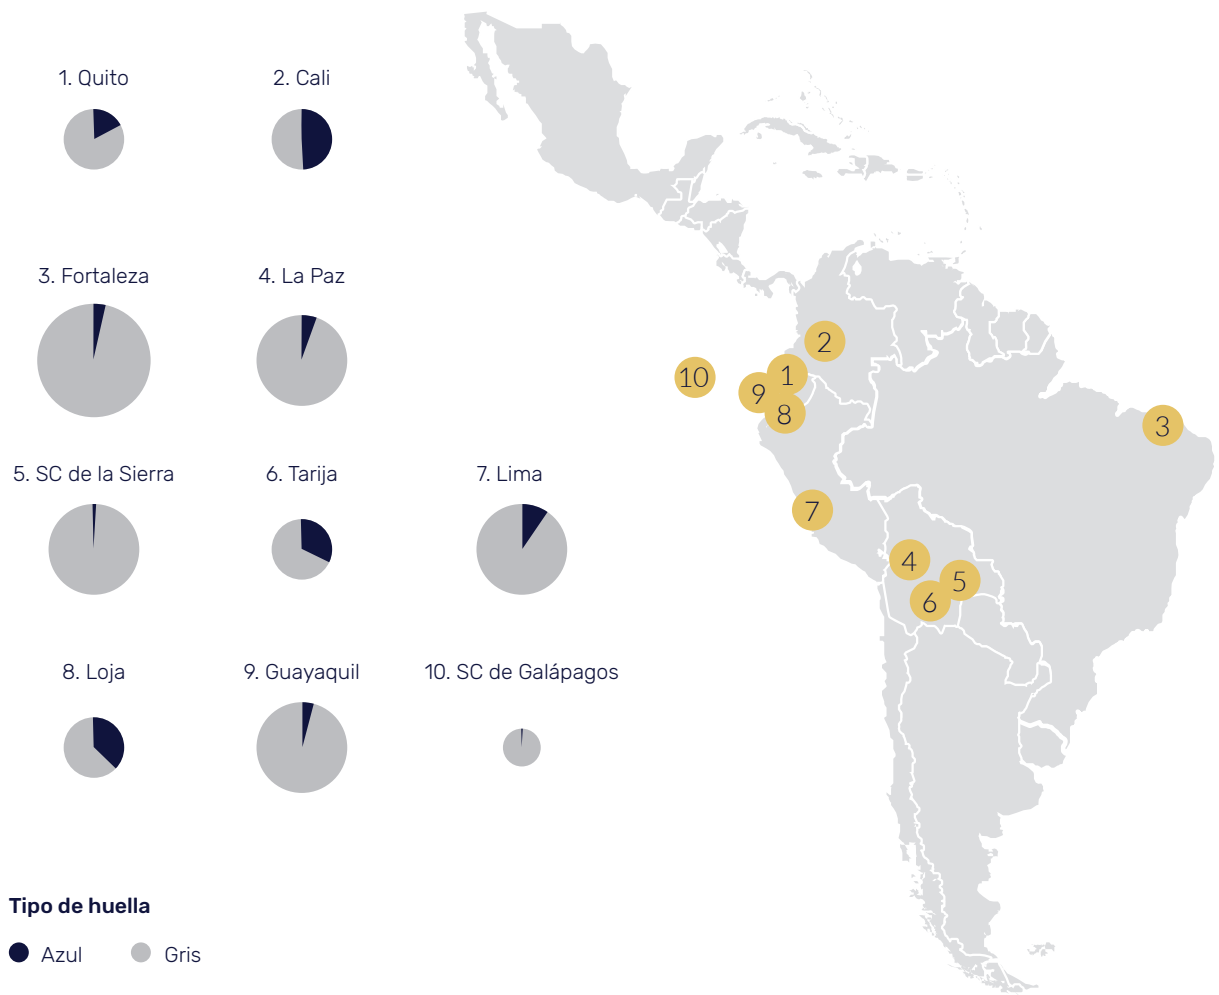 1. Quito
2. Cali
3. Fortaleza
4. La Paz
5. SC de la Sierra
6. Tarija
7. Lima
8. Loja
9. Guayaquil
10. SC de Galápagos
Tipo de huella
Azul
Gris
2
10
1
9
8
3
7
4
5
6